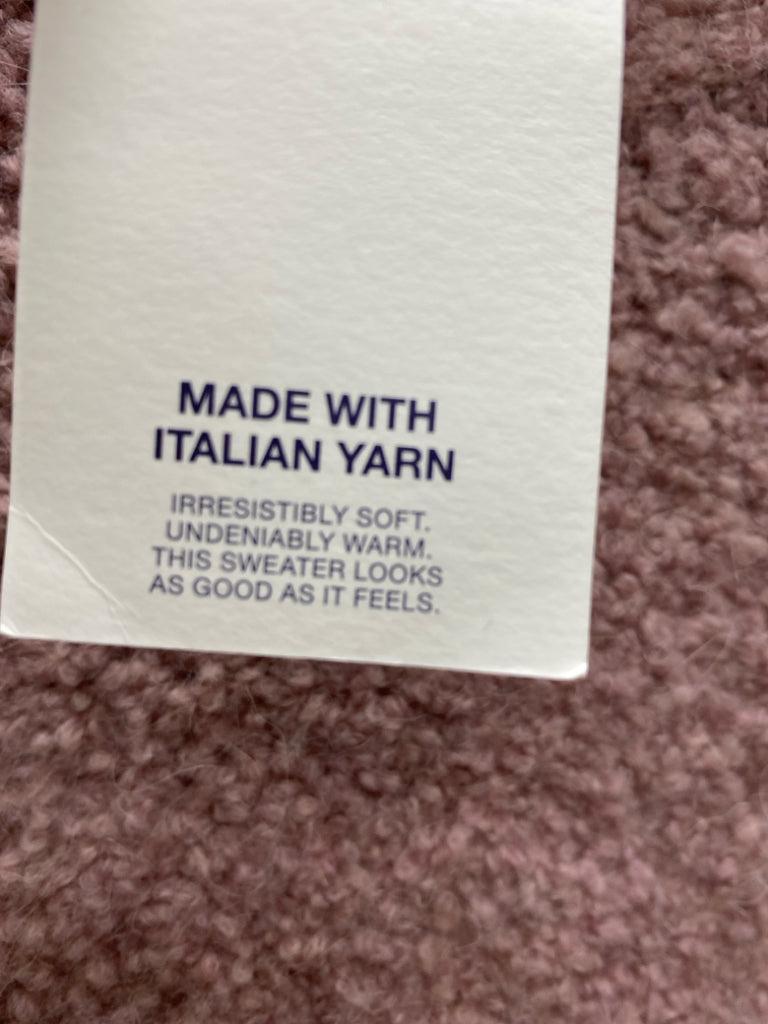 MADE WITH
ITALIAN YARN
IRRESISTIBLY SOFT.
UNDENIABLY WARM.
THIS SWEATER LOOKS
AS GOOD AS IT FEELS.